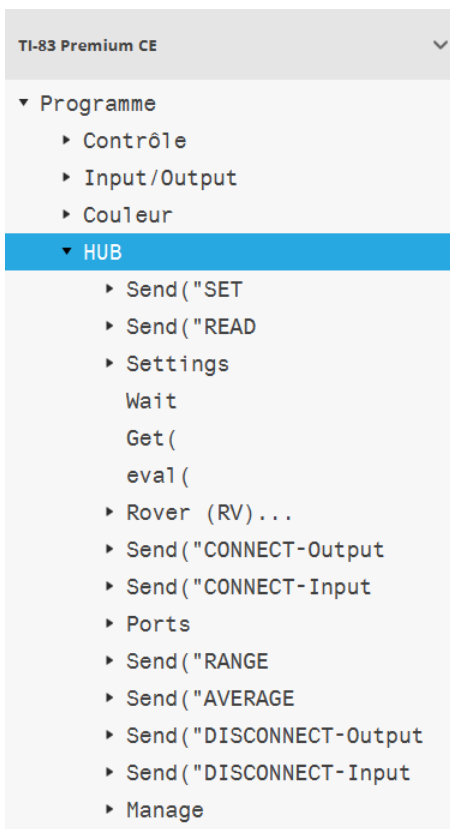 TI-83 Premium CE
Programme
Contrôle
Input/Output
Couleur
HUB
Send("SET
Send("READ
Settings
Wait
Get(
eval(
Rover (RV)...
Send("CONNECT-Output
Send("CONNECT-Input
Ports
Send("RANGE
Send("AVERAGE
Send("DISCONNECT-Output
Send("DISCONNECT-Input
Manage